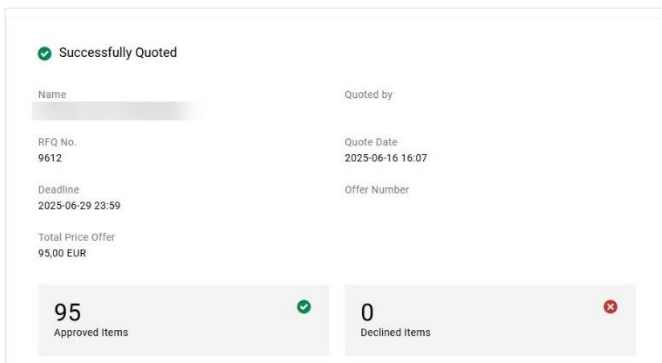 Successfully Quoted
Name
Quoted by
RFQ No.
9612
Quote Date
2025-06-16 16:07
Deadline
2025-06-29 23:59
Offer Number
Total Price Offer
95,00 EUR
95
Approved Items
0
Declined Items